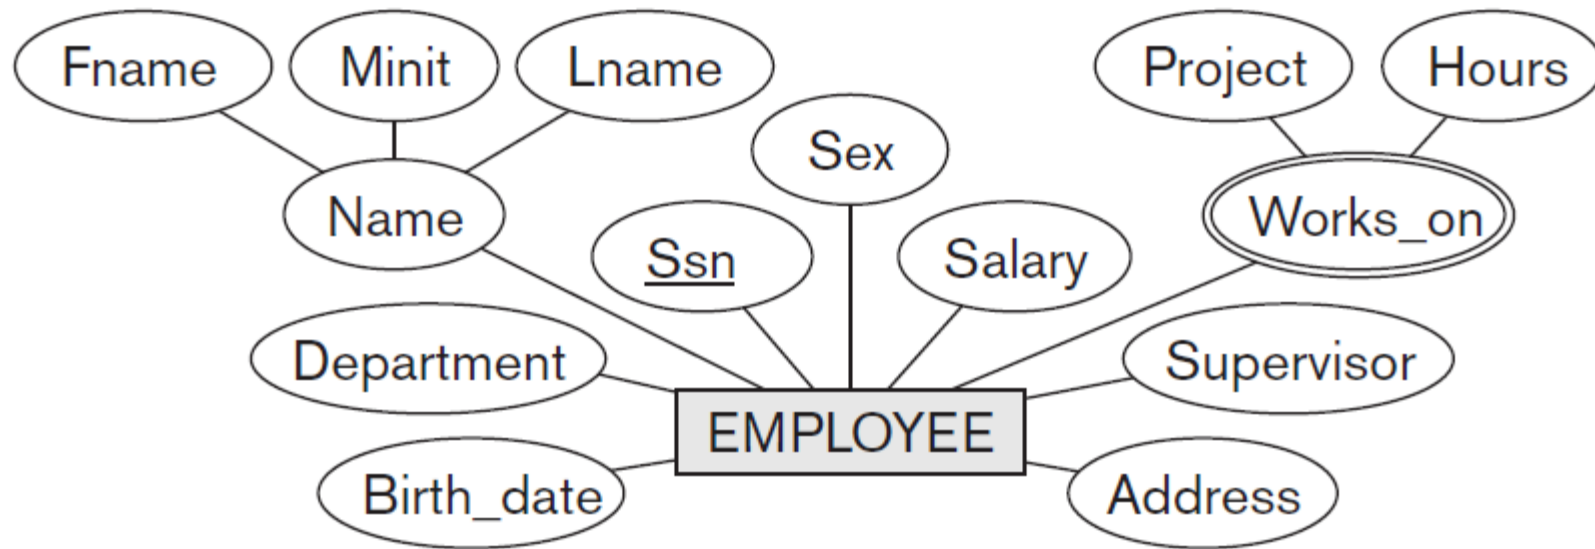 Fname
Minit
Lname
Project
Hours
Sex
Name
Works_on
Ssn
Salary
Department
Supervisor
EMPLOYEE
Birth_date
Address